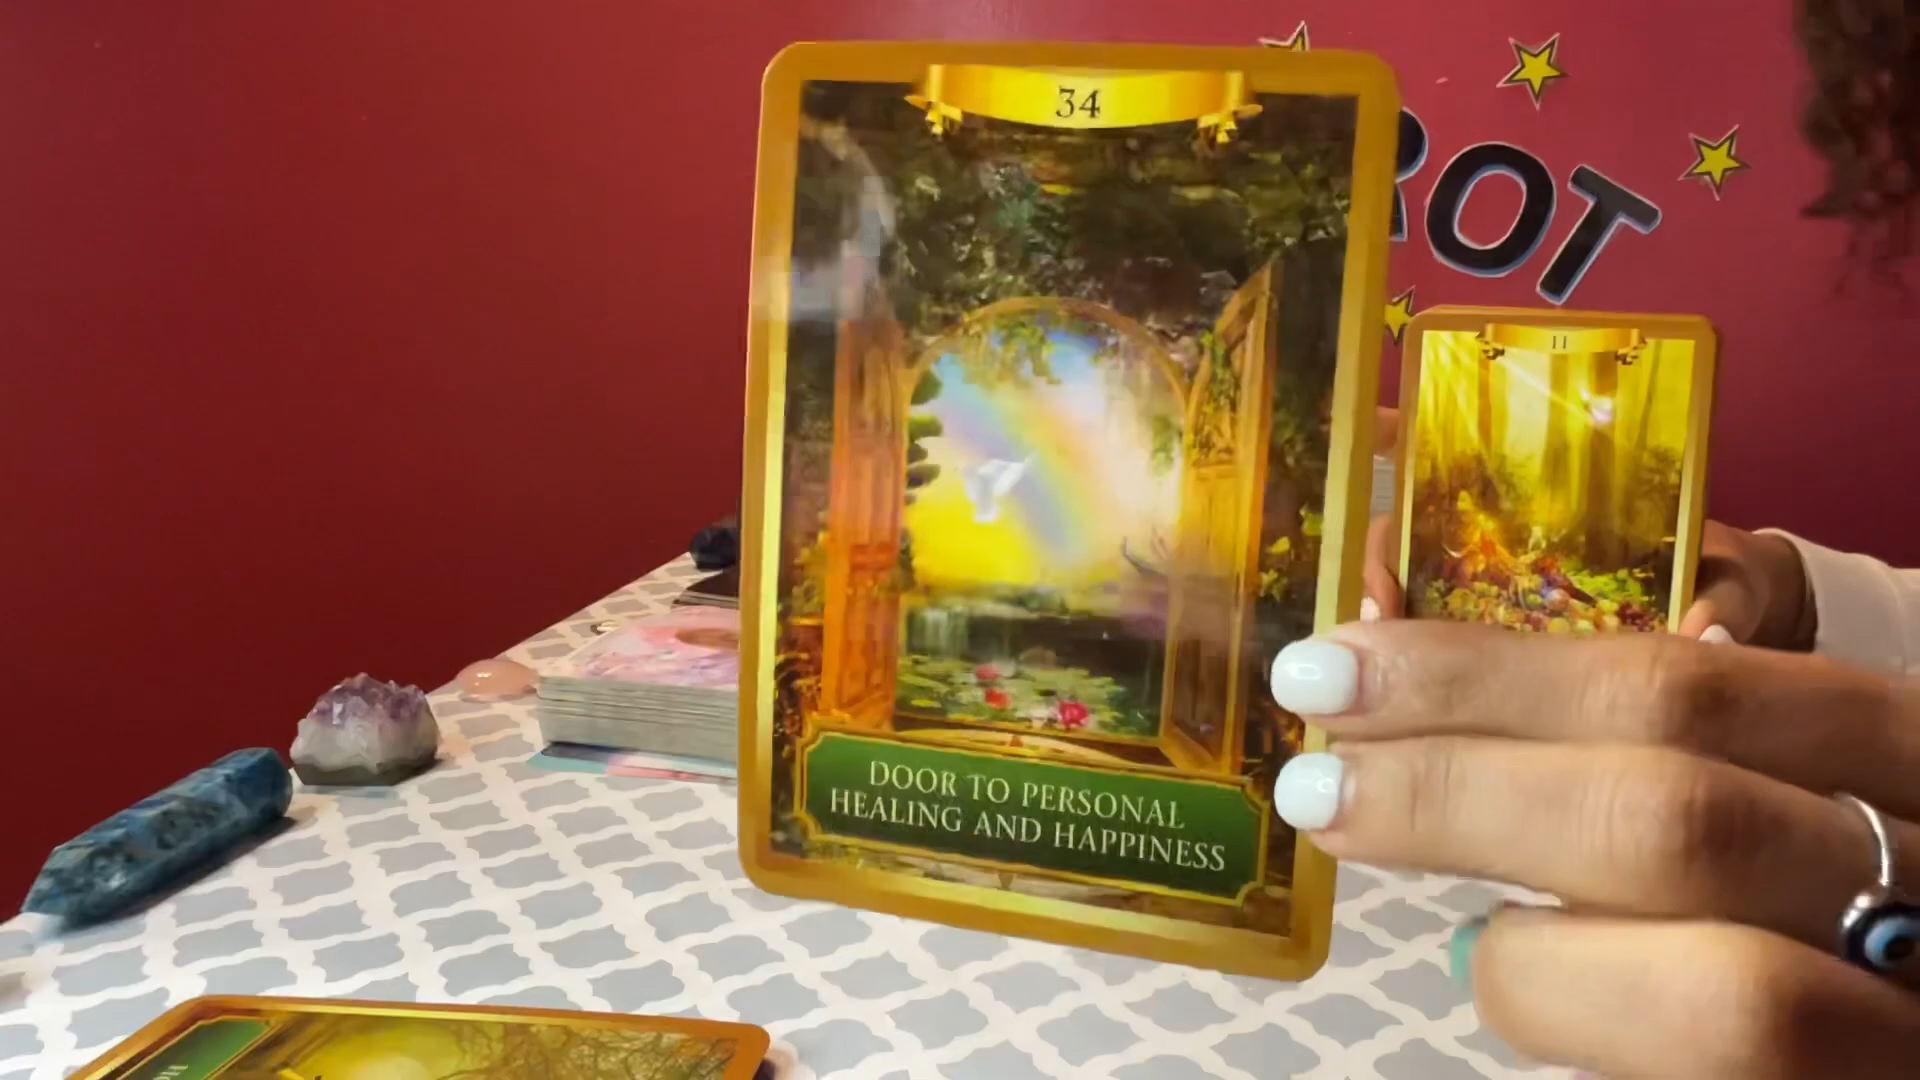 34
ROT
11
DOOR TO PERSONAL
HEALING AND HAPPINESS